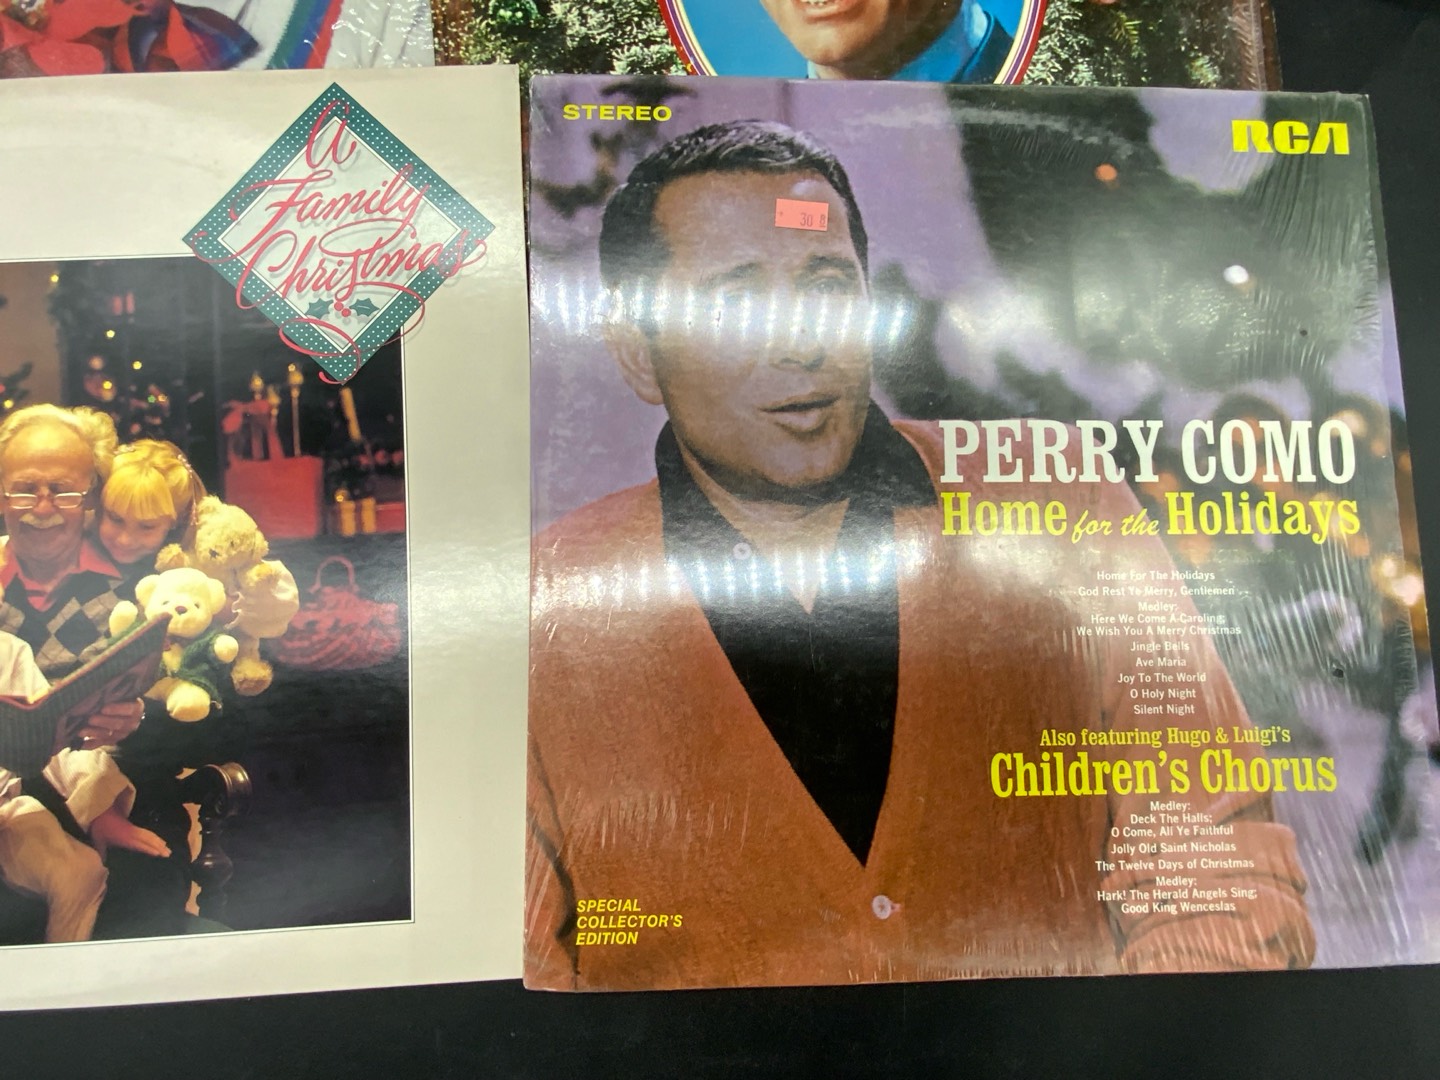 A
Family
Christmas
STEREO
RCA
30
PERRY COMO
Home for the Holidays
Home For The Holidays
God Rest Ye Merry, Gentlemen
Medley:
Here We Come A-Caroling;
We Wish You A Merry Christmas
Jingle Bells
Ave Maria
Joy To The World
O Holy Night
Silent Night
Also featuring Hugo & Luigi's
Children's Chorus
Medley:
Deck The Halls;
O Come, All Ye Faithful
Jolly Old Saint Nicholas
The Twelve Days of Christmas
Medley:
Hark! The Herald Angels Sing;
Good King Wenceslas
SPECIAL
COLLECTOR'S
EDITION